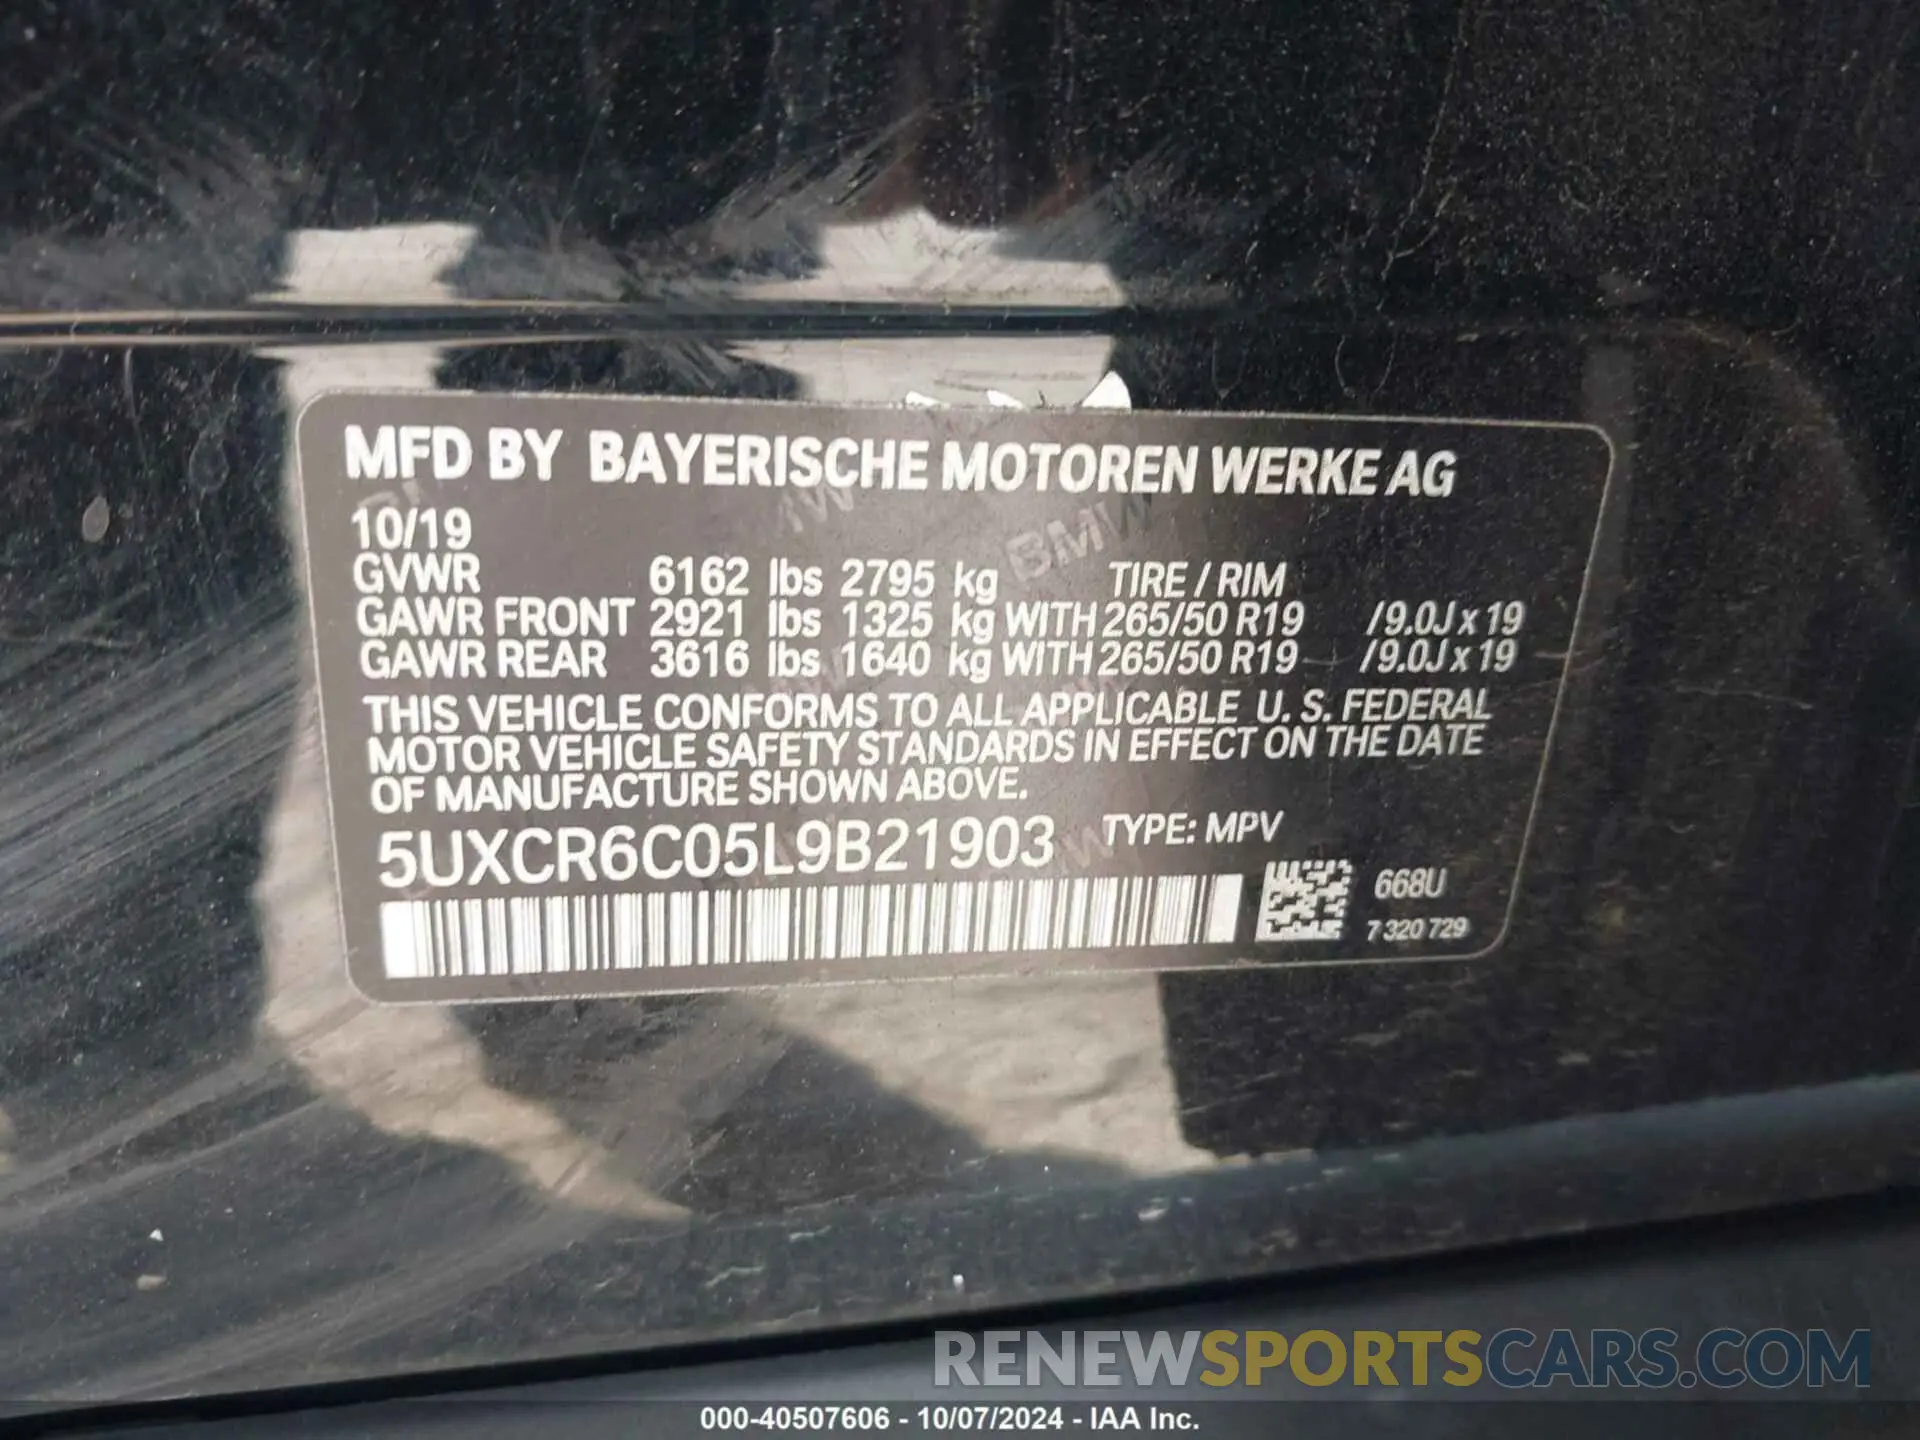 MFD BY BAYERISCHE MOTOREN WERKE AG
10/19
GVWR 6162 lbs 2795 kg TIRE / RIM
GAWR FRONT 2921 lbs 1325 kg WITH 265/50 R19 / 9.0J x 19
GAWR REAR 3616 lbs 1640 kg WITH 265/50 R19 / 9.0J x 19
THIS VEHICLE CONFORMS TO ALL APPLICABLE U. S. FEDERAL
MOTOR VEHICLE SAFETY STANDARDS IN EFFECT ON THE DATE
OF MANUFACTURE SHOWN ABOVE.
5UXCR6C05L9B21903 TYPE: MPV
668U
7 320 729
RENEWSPORTSCARS.COM
000-40507606 - 10/07/2024 - IAA Inc.